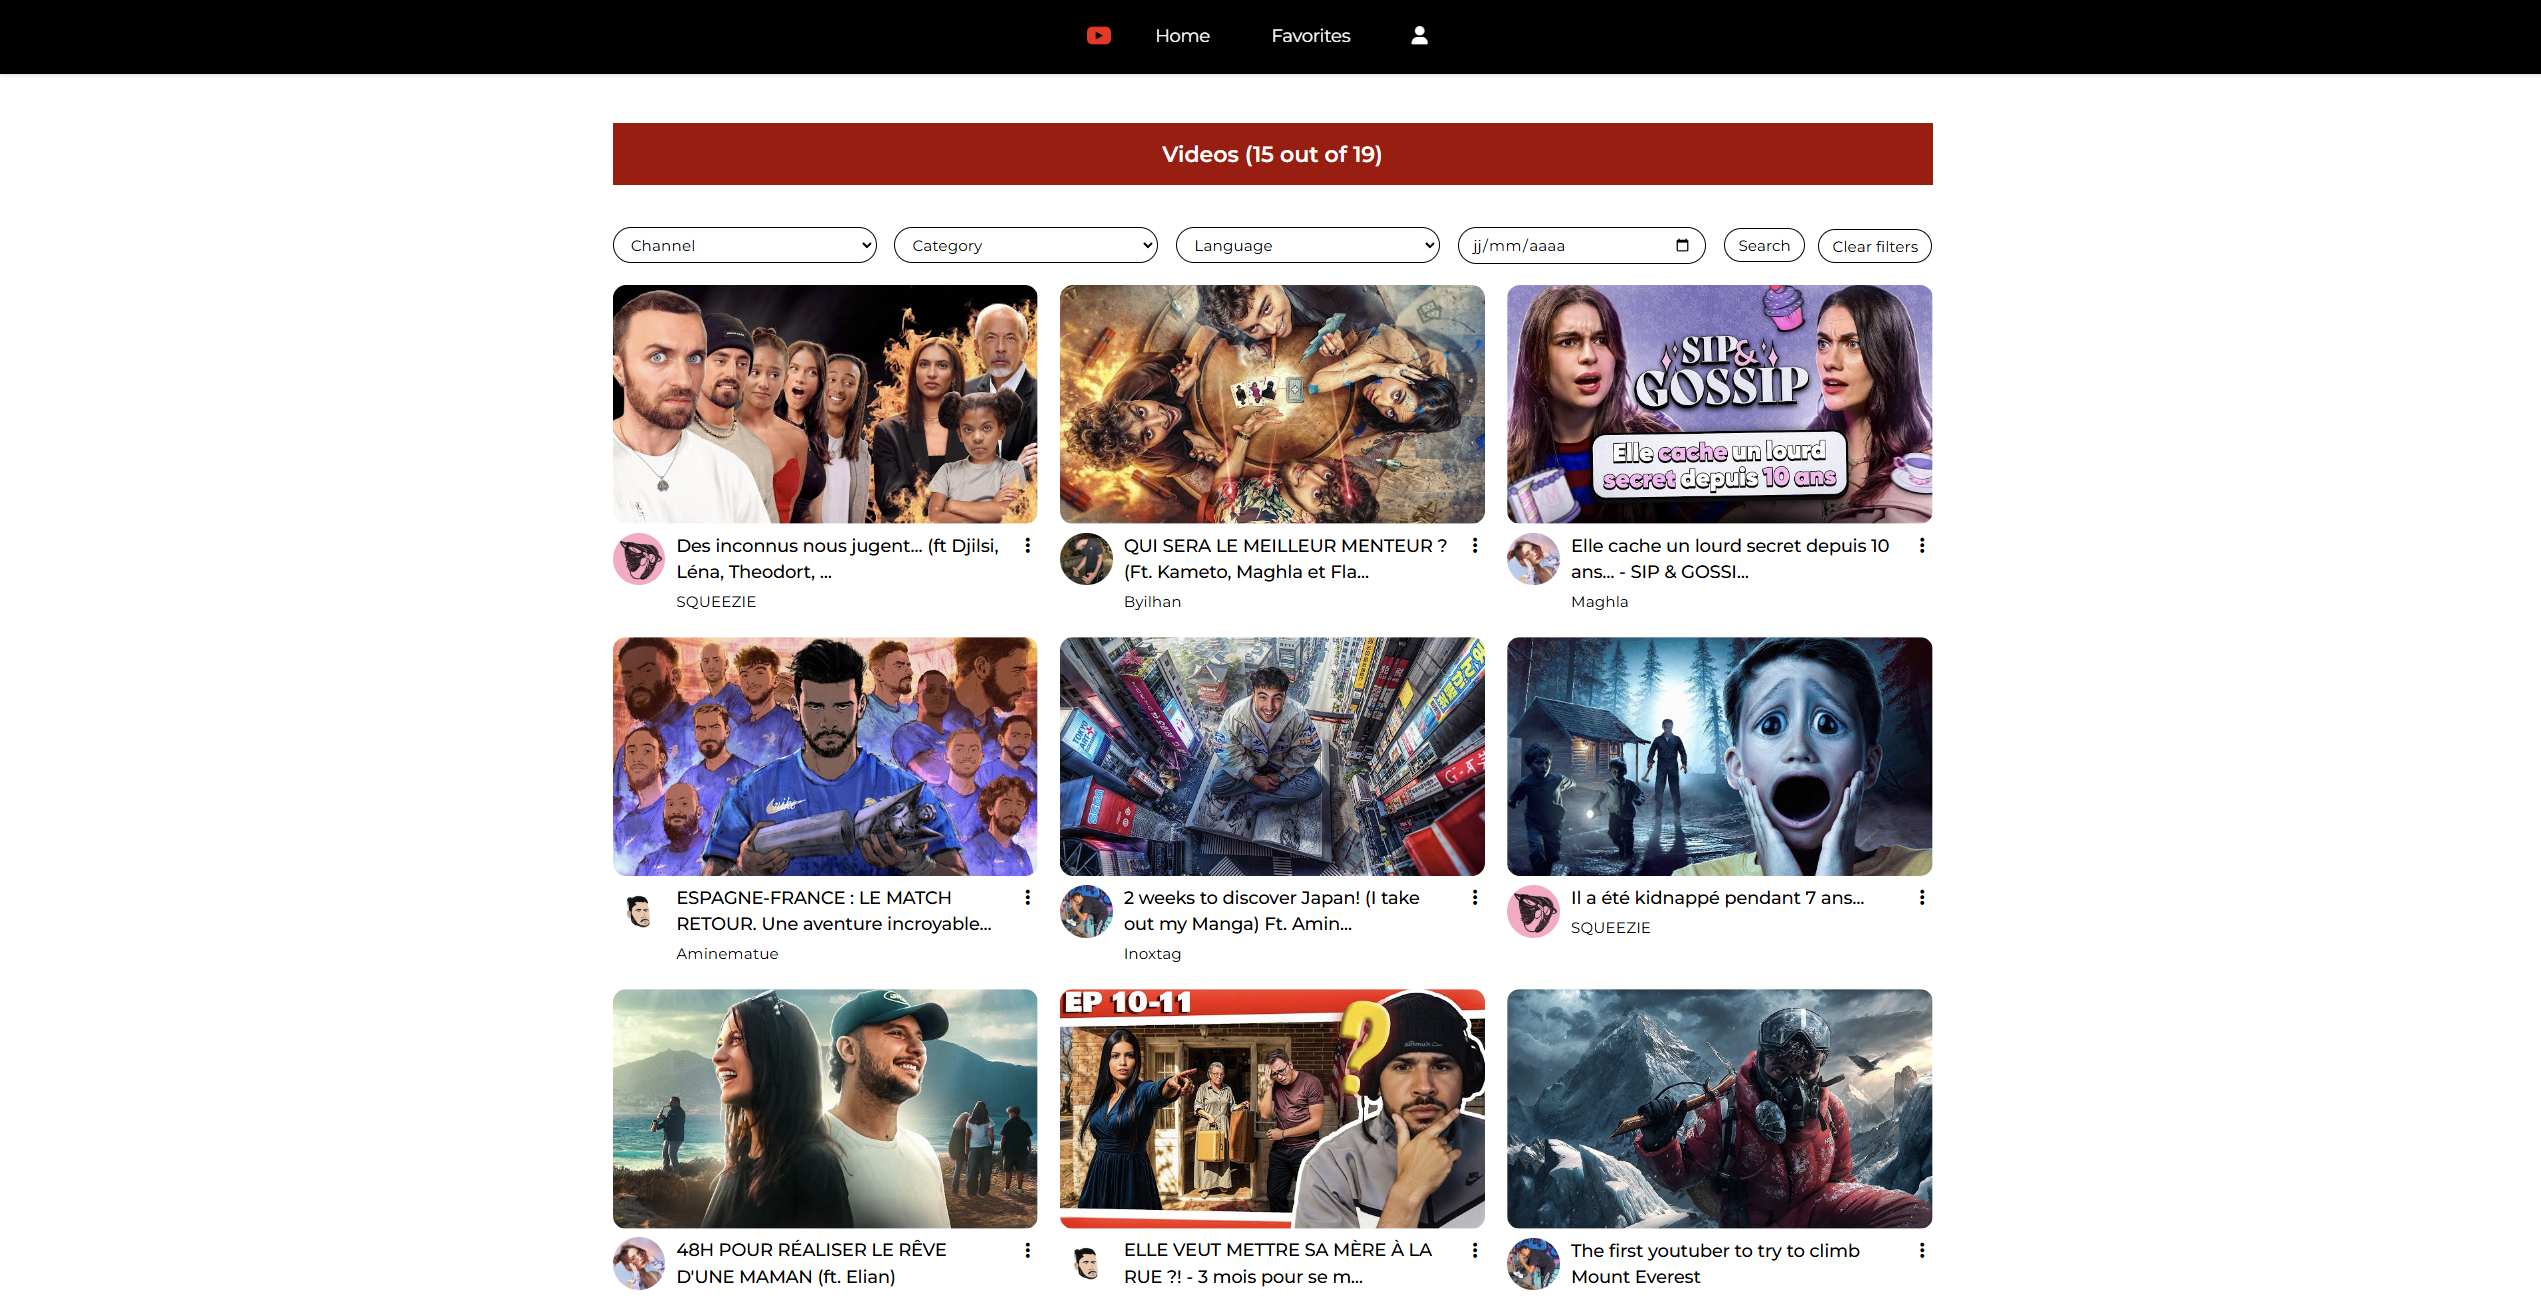 Home Favorites
Videos (15 out of 19)
Channel Category Language jj/mm/aaaa Search Clear filters
SIP &
GOSSIP
Elle cache un lourd
secret depuis 10 ans
Des inconnus nous jugent... (ft Djilsi,
Léna, Theodort, ...
SQUEEZIE
QUI SERA LE MEILLEUR MENTEUR ?
(Ft. Kameto, Maghla et Fla...
Byilhan
Elle cache un lourd secret depuis 10
ans... - SIP & GOSSI...
Maghla
nike
TOKYO
ART
SEGA
ESPAGNE-FRANCE : LE MATCH
RETOUR. Une aventure incroyable...
Aminematue
2 weeks to discover Japan! (I take
out my Manga) Ft. Amin...
Inoxtag
Il a été kidnappé pendant 7 ans...
SQUEEZIE
EP 10-11
?
48H POUR RÉALISER LE RÊVE
D'UNE MAMAN (ft. Elian)
ELLE VEUT METTRE SA MÈRE À LA
RUE ?! - 3 mois pour se m...
The first youtuber to try to climb
Mount Everest